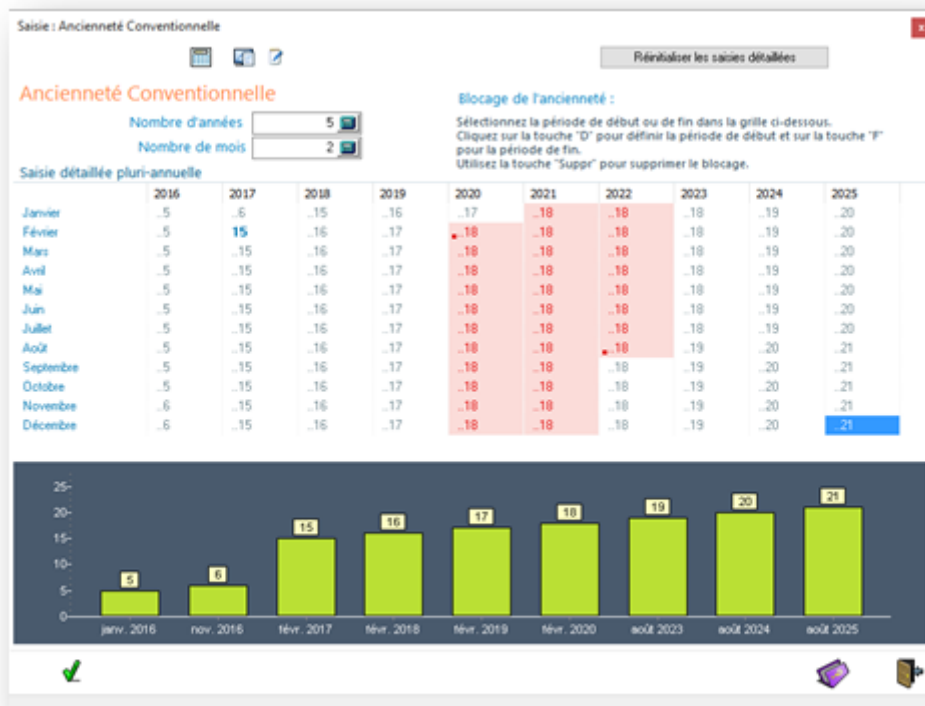 Saisie : Ancienneté Conventionnelle
x
Réinitialiser les saisies détaillées
Ancienneté Conventionnelle
Nombre d'années 5
Nombre de mois 2
Blocage de l'ancienneté :
Sélectionnez la période de début ou de fin dans la grille ci-dessous.
Cliquez sur la touche "D" pour définir la période de début et sur la touche "F"
pour la période de fin.
Utilisez la touche "Suppr" pour supprimer le blocage.
Saisie détaillée pluri-annuelle
2016 2017 2018 2019 2020 2021 2022 2023 2024 2025
Janvier ..5 ..6 ..15 ..16 ..17 ..18 ..18 ..18 ..19 ..20
Février ..5 15 ..16 ..17 ..18 ..18 ..18 ..18 ..19 ..20
Mars ..5 ..15 ..16 ..17 ..18 ..18 ..18 ..18 ..19 ..20
Avril ..5 ..15 ..16 ..17 ..18 ..18 ..18 ..18 ..19 ..20
Mai ..5 ..15 ..16 ..17 ..18 ..18 ..18 ..18 ..19 ..20
Juin ..5 ..15 ..16 ..17 ..18 ..18 ..18 ..18 ..19 ..20
Juillet ..5 ..15 ..16 ..17 ..18 ..18 ..18 ..18 ..19 ..20
Août ..5 ..15 ..16 ..17 ..18 ..18 ..18 ..19 ..20 ..21
Septembre ..5 ..15 ..16 ..17 ..18 ..18 ..18 ..19 ..20 ..21
Octobre ..5 ..15 ..16 ..17 ..18 ..18 ..18 ..19 ..20 ..21
Novembre ..6 ..15 ..16 ..17 ..18 ..18 ..18 ..19 ..20 ..21
Décembre ..6 ..15 ..16 ..17 ..18 ..18 ..18 ..19 ..20 ..21
25
20
15
10
5
0
5 6 15 16 17 18 19 20 21
janv. 2016 nov. 2016 févr. 2017 févr. 2018 févr. 2019 févr. 2020 août 2023 août 2024 août 2025